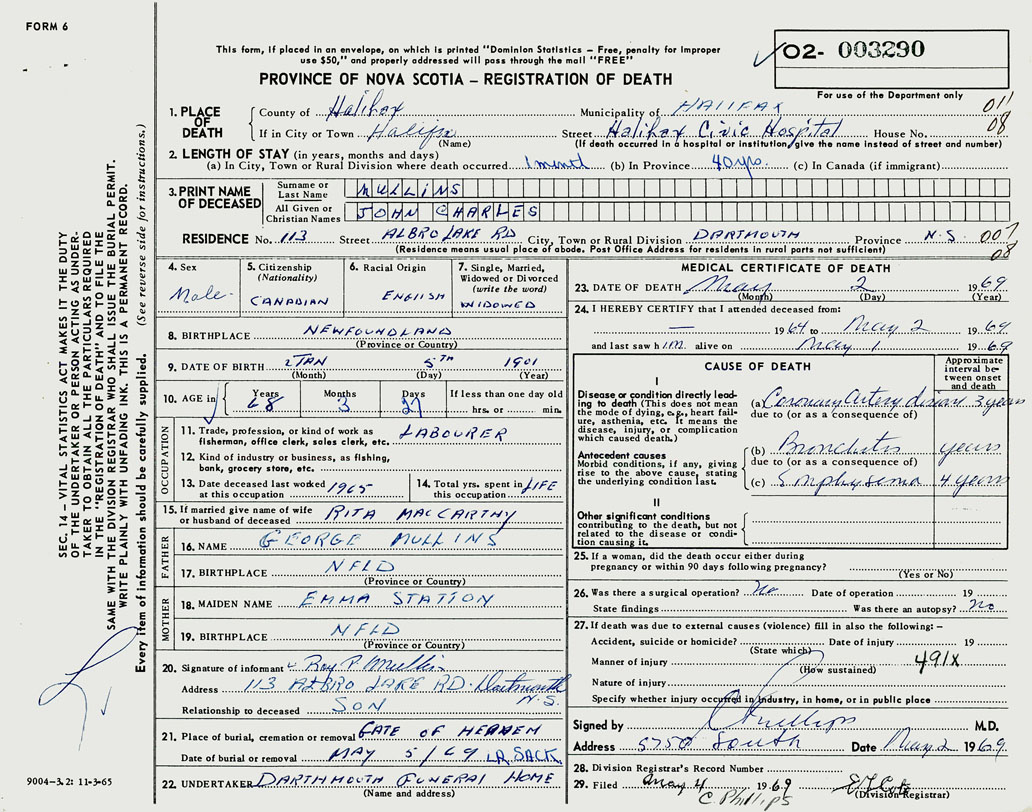 FORM 6
This form, if placed in an envelope, on which is printed "Dominion Statistics – Free, penalty for improper
use $50," and properly addressed will pass through the mail "FREE"
PROVINCE OF NOVA SCOTIA – REGISTRATION OF DEATH
02- 003290
For use of the Department only
011
08
1. PLACE OF DEATH
County of Halifax Municipality of HALIFAX
If in City or Town Halifax Street Halifax Civic Hospital House No.
(Name) (If death occurred in a hospital or institution, give the name instead of street and number)
2. LENGTH OF STAY (in years, months and days)
(a) In City, Town or Rural Division where death occurred 1 month (b) In Province 40 yrs. (c) In Canada (if immigrant)
3. PRINT NAME OF DECEASED
Surname or Last Name MULLINS
All Given or Christian Names JOHN CHARLES
RESIDENCE No. 113 Street ALBRO LAKE RD City, Town or Rural Division DARTMOUTH Province N.S. 007
08
(Residence means usual place of abode. Post Office Address for residents in rural parts not sufficient)
4. Sex Male
5. Citizenship (Nationality) CANADIAN
6. Racial Origin ENGLISH
7. Single, Married, Widowed or Divorced (write the word) WIDOWED
8. BIRTHPLACE NEWFOUNDLAND
(Province or Country)
9. DATE OF BIRTH JAN 5TH 1901
(Month) (Day) (Year)
10. AGE in Years 68 Months 3 Days 27 If less than one day old
hrs. or min.
OCCUPATION
11. Trade, profession, or kind of work as fisherman, office clerk, sales clerk, etc. LABOURER
12. Kind of industry or business, as fishing, bank, grocery store, etc.
13. Date deceased last worked at this occupation 1965
14. Total yrs. spent in this occupation LIFE
15. If married give name of wife or husband of deceased RITA MACCARTHY
FATHER
16. NAME GEORGE MULLINS
17. BIRTHPLACE NFLD
(Province or Country)
MOTHER
18. MAIDEN NAME EMMA STATION
19. BIRTHPLACE NFLD
(Province or Country)
20. Signature of informant Roy P. Mullins
Address 113 ALBRO LAKE RD. Dartmouth N.S.
Relationship to deceased SON
21. Place of burial, cremation or removal GATE OF HEAVEN
Date of burial or removal MAY 5/69 LR. SACK.
22. UNDERTAKER DARTMOUTH FUNERAL HOME
(Name and address)
MEDICAL CERTIFICATE OF DEATH
23. DATE OF DEATH May 2 1969
(Month) (Day) (Year)
24. I HEREBY CERTIFY that I attended deceased from:
— 1964 to May 2 1969
and last saw him alive on May 1 1969
CAUSE OF DEATH
Approximate interval between onset and death
I
Disease or condition directly leading to death (This does not mean the mode of dying, e.g., heart failure, asthenia, etc. It means the disease, injury, or complication which caused death.)
(a) Coronary Artery disease 3 years
due to (or as a consequence of)
Antecedent causes
Morbid conditions, if any, giving rise to the above cause, stating the underlying condition last.
(b) Bronchitis years
due to (or as a consequence of)
(c) Emphysema 4 years
II
Other significant conditions
contributing to the death, but not related to the disease or condition causing it.
25. If a woman, did the death occur either during
pregnancy or within 90 days following pregnancy?
(Yes or No)
26. Was there a surgical operation? No Date of operation 19
State findings Was there an autopsy? no
27. If death was due to external causes (violence) fill in also the following: –
Accident, suicide or homicide? Date of injury 19
(State which)
Manner of injury 491X
(How sustained)
Nature of injury
Specify whether injury occurred in industry, in home, or in public place
Signed by C Phillips M.D.
Address 5750 South Date May 2 1969
28. Division Registrar's Record Number
29. Filed May 4 1969
C. Phillips (Division Registrar)
SEC. 14 – VITAL STATISTICS ACT MAKES IT THE DUTY
OF THE UNDERTAKER OR PERSON ACTING AS UNDER-
TAKER TO OBTAIN ALL THE PARTICULARS REQUIRED
IN THE "REGISTRATION OF DEATH" AND TO FILE THE
SAME WITH THE DIVISION REGISTRAR WHO SHALL ISSUE THE BURIAL PERMIT.
WRITE PLAINLY WITH UNFADING INK. THIS IS A PERMANENT RECORD.
Every item of information should be carefully supplied. (See reverse side for instructions.)
9004-3.2: 11-3-65